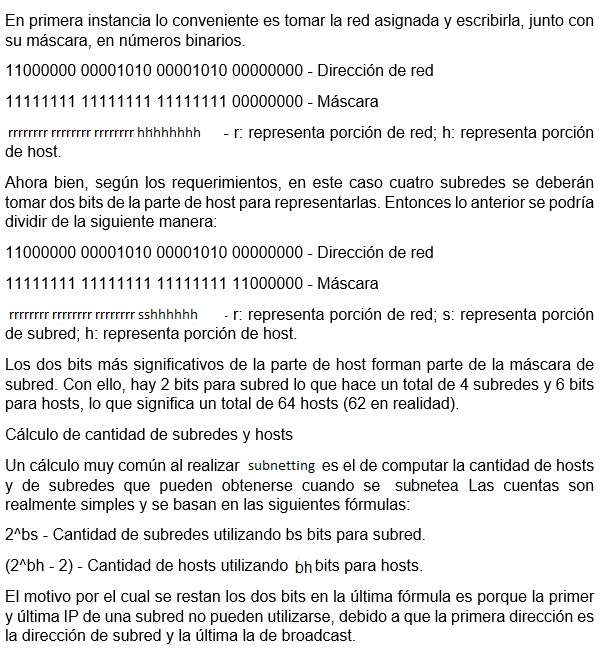 En primera instancia lo conveniente es tomar la red asignada y escribirla, junto con
su máscara, en números binarios.
11000000 00001010 00001010 00000000 - Dirección de red
11111111 11111111 11111111 00000000 - Máscara
rrrrrrrr rrrrrrrr rrrrrrrr hhhhhhhh - r: representa porción de red; h: representa porción
de host.
Ahora bien, según los requerimientos, en este caso cuatro subredes se deberán
tomar dos bits de la parte de host para representarlas. Entonces lo anterior se podría
dividir de la siguiente manera:
11000000 00001010 00001010 00000000 - Dirección de red
11111111 11111111 11111111 11000000 - Máscara
rrrrrrrr rrrrrrrr rrrrrrrr sshhhhhh - r: representa porción de red; s: representa porción
de subred; h: representa porción de host.
Los dos bits más significativos de la parte de host forman parte de la máscara de
subred. Con ello, hay 2 bits para subred lo que hace un total de 4 subredes y 6 bits
para hosts, lo que significa un total de 64 hosts (62 en realidad).
Cálculo de cantidad de subredes y hosts
Un cálculo muy común al realizar subnetting es el de computar la cantidad de hosts
y de subredes que pueden obtenerse cuando se subnetea Las cuentas son
realmente simples y se basan en las siguientes fórmulas:
2^bs - Cantidad de subredes utilizando bs bits para subred.
(2^bh - 2) - Cantidad de hosts utilizando bh bits para hosts.
El motivo por el cual se restan los dos bits en la última fórmula es porque la primer
y última IP de una subred no pueden utilizarse, debido a que la primera dirección es
la dirección de subred y la última la de broadcast.